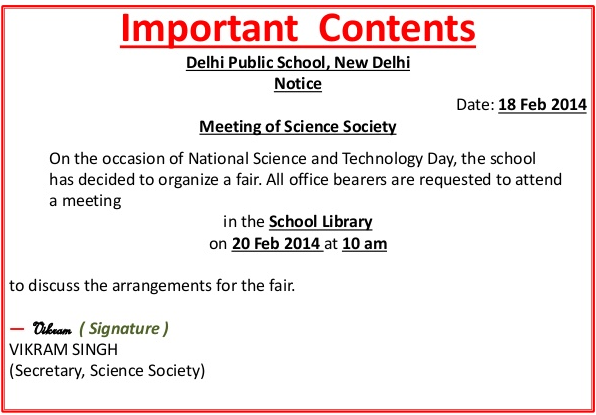 Important Contents
Delhi Public School, New Delhi
Notice
Date: 18 Feb 2014
Meeting of Science Society
On the occasion of National Science and Technology Day, the school
has decided to organize a fair. All office bearers are requested to attend
a meeting
in the School Library
on 20 Feb 2014 at 10 am
to discuss the arrangements for the fair.
— Vikram ( Signature )
VIKRAM SINGH
(Secretary, Science Society)